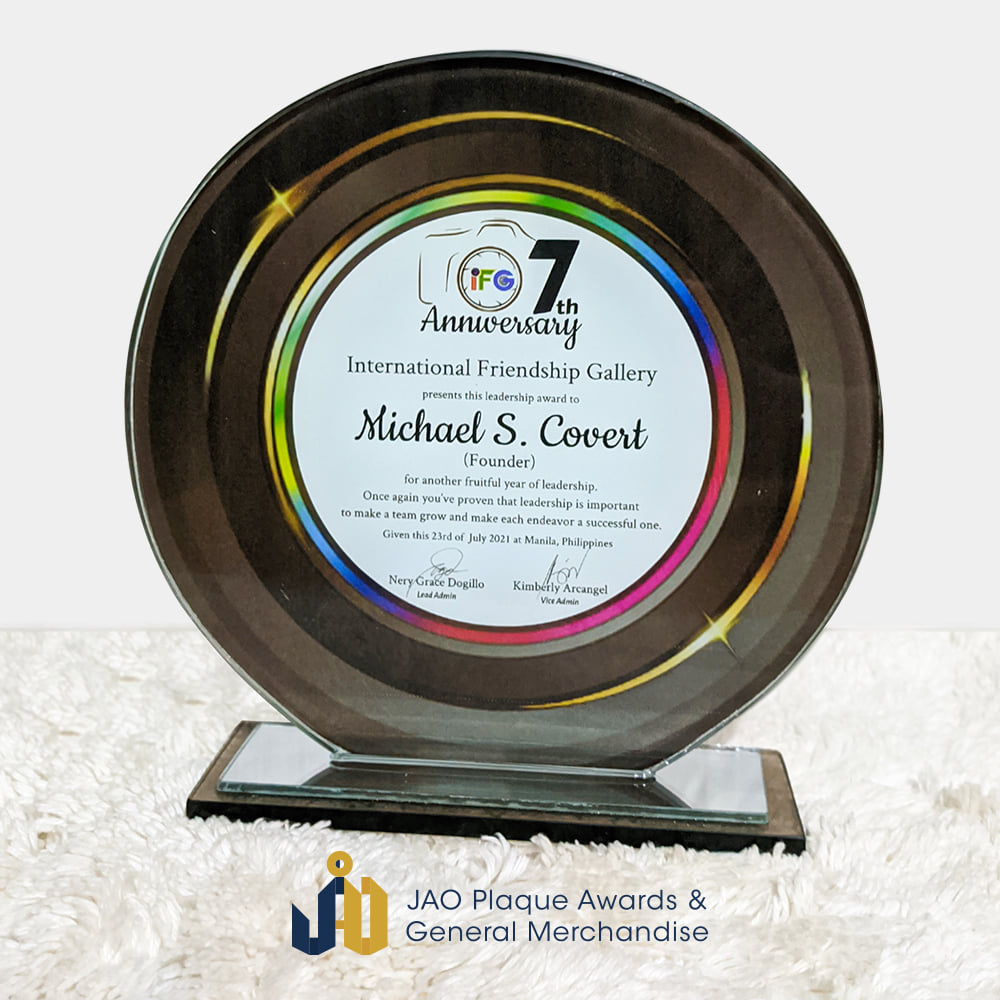 iFG 7th
Anniversary
International Friendship Gallery
presents this leadership award to
Michael S. Covert
(Founder)
for another fruitful year of leadership.
Once again you've proven that leadership is important
to make a team grow and make each endeavor a successful one.
Given this 23rd of July 2021 at Manila, Philippines
Nery Grace Dogillo Kimberly Arcangel
Lead Admin Vice Admin
JAO JAO Plaque Awards &
General Merchandise